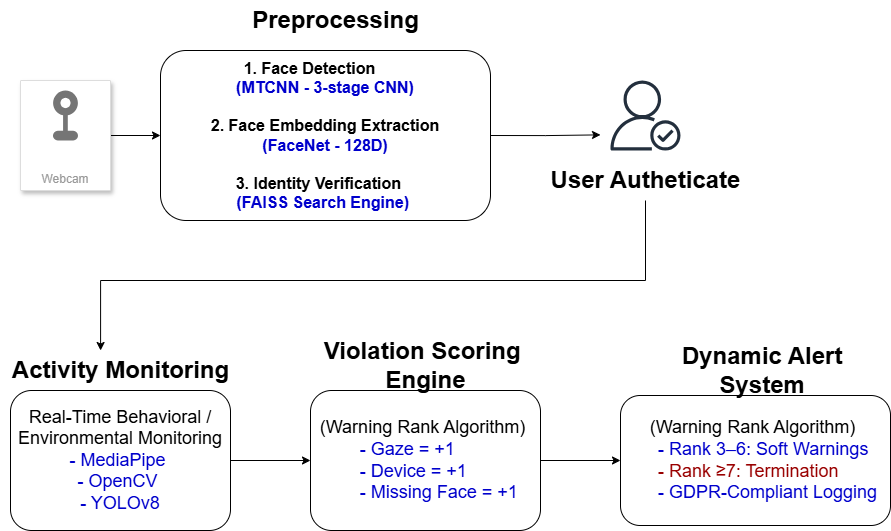 Preprocessing
1. Face Detection
(MTCNN - 3-stage CNN)
2. Face Embedding Extraction
(FaceNet - 128D)
3. Identity Verification
(FAISS Search Engine)
Webcam
User Autheticate
Activity Monitoring
Real-Time Behavioral /
Environmental Monitoring
- MediaPipe
- OpenCV
- YOLOv8
Violation Scoring
Engine
(Warning Rank Algorithm)
- Gaze = +1
- Device = +1
- Missing Face = +1
Dynamic Alert
System
(Warning Rank Algorithm)
- Rank 3–6: Soft Warnings
- Rank ≥7: Termination
- GDPR-Compliant Logging